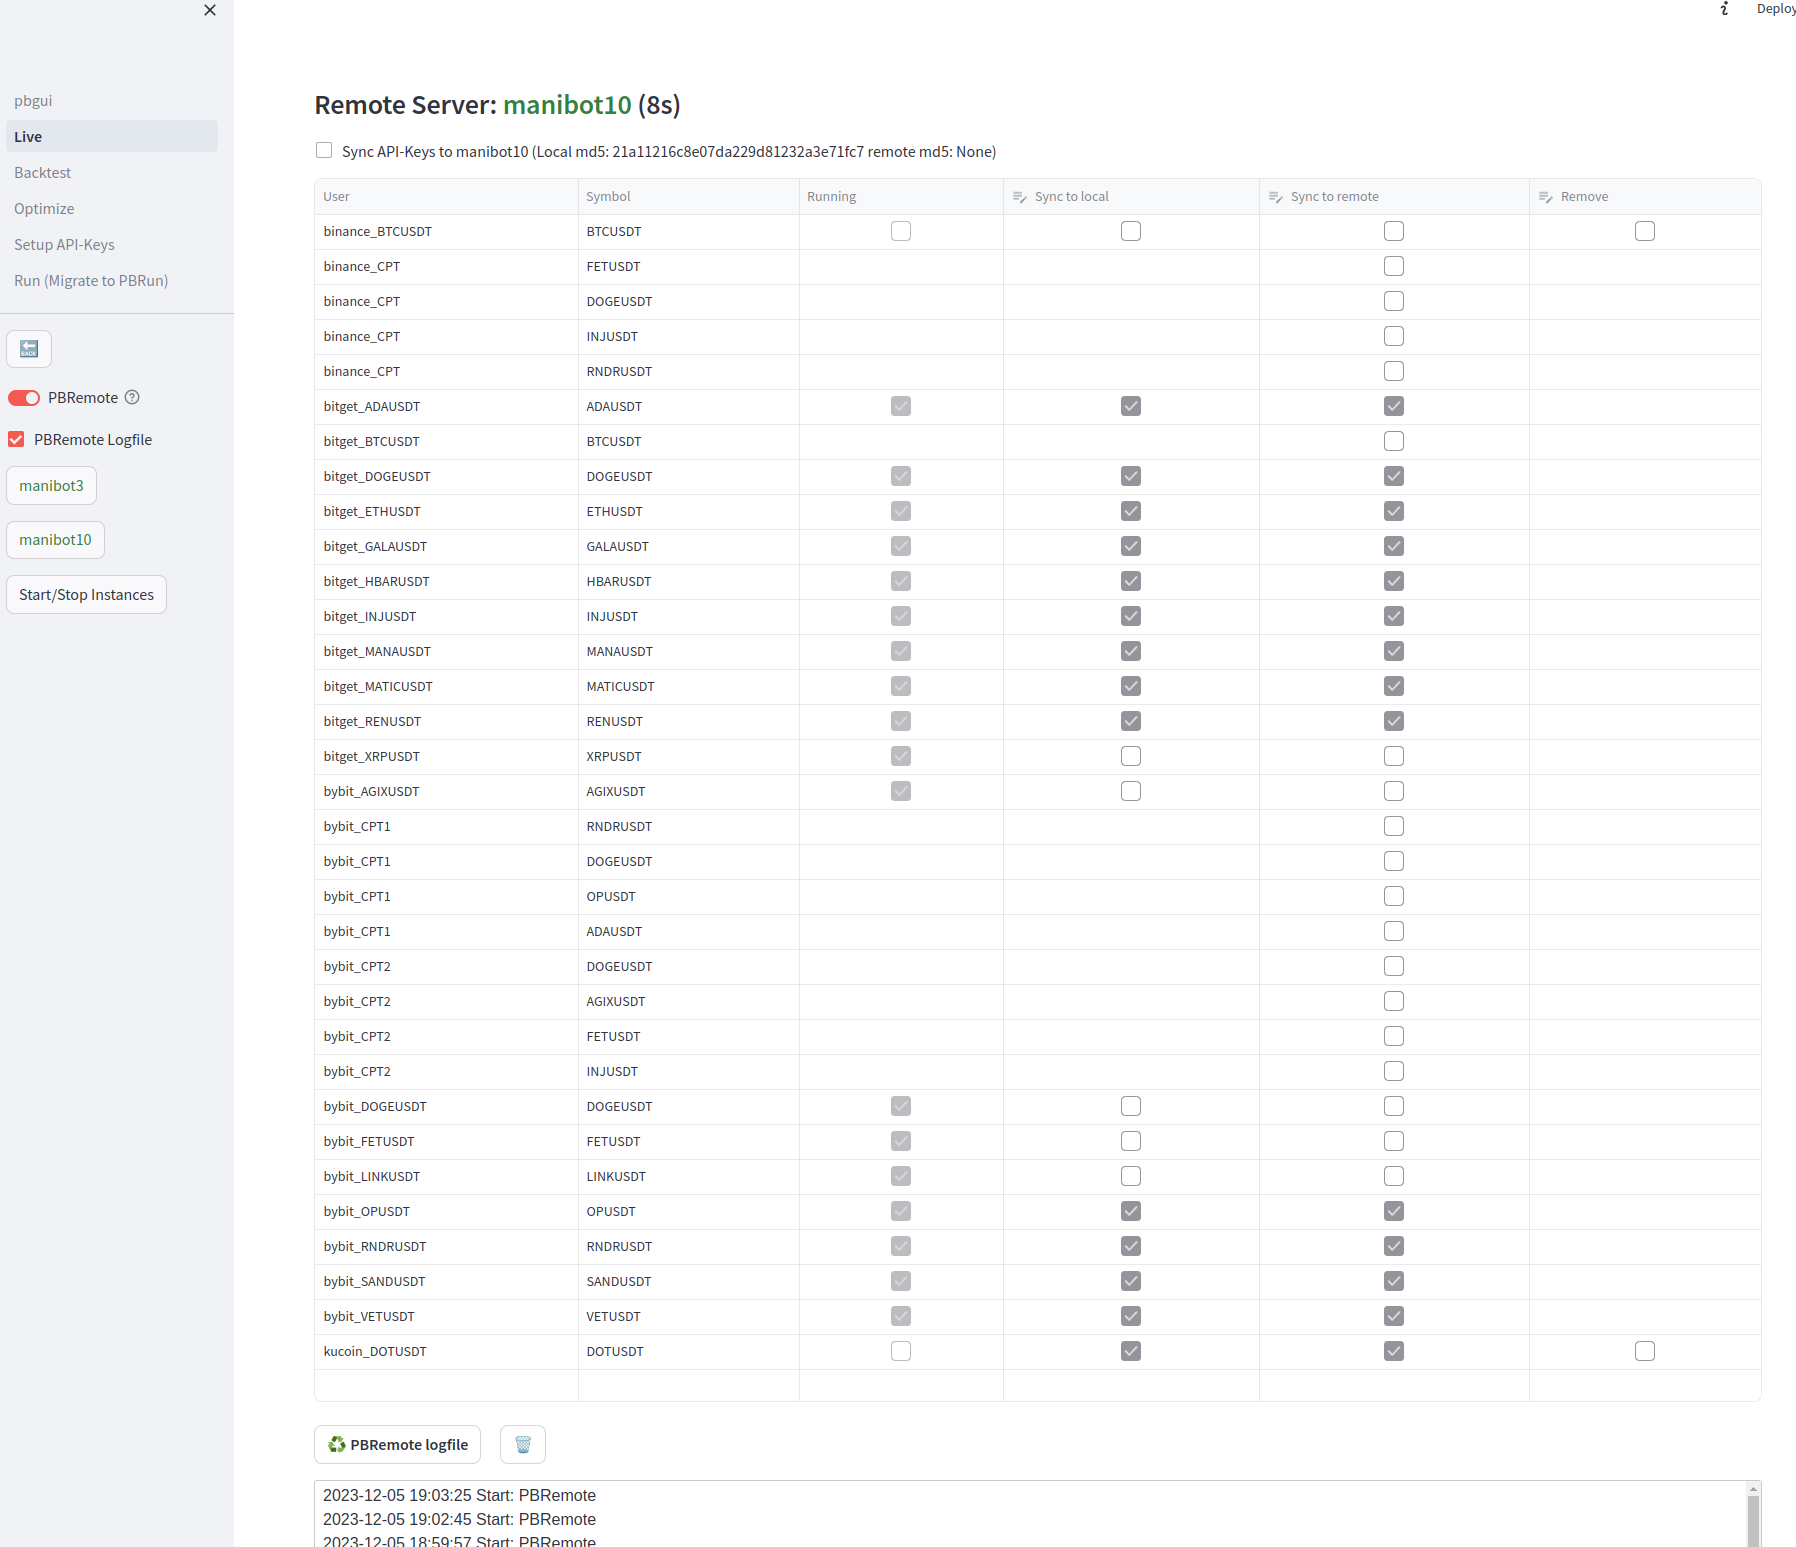 Deploy
pbgui
Live
Backtest
Optimize
Setup API-Keys
Run (Migrate to PBRun)
BACK
PBRemote
PBRemote Logfile
manibot3
manibot10
Start/Stop Instances
Remote Server: manibot10 (8s)
Sync API-Keys to manibot10 (Local md5: 21a11216c8e07da229d81232a3e71fc7 remote md5: None)
User Symbol Running Sync to local Sync to remote Remove
binance_BTCUSDT BTCUSDT
binance_CPT FETUSDT
binance_CPT DOGEUSDT
binance_CPT INJUSDT
binance_CPT RNDRUSDT
bitget_ADAUSDT ADAUSDT
bitget_BTCUSDT BTCUSDT
bitget_DOGEUSDT DOGEUSDT
bitget_ETHUSDT ETHUSDT
bitget_GALAUSDT GALAUSDT
bitget_HBARUSDT HBARUSDT
bitget_INJUSDT INJUSDT
bitget_MANAUSDT MANAUSDT
bitget_MATICUSDT MATICUSDT
bitget_RENUSDT RENUSDT
bitget_XRPUSDT XRPUSDT
bybit_AGIXUSDT AGIXUSDT
bybit_CPT1 RNDRUSDT
bybit_CPT1 DOGEUSDT
bybit_CPT1 OPUSDT
bybit_CPT1 ADAUSDT
bybit_CPT2 DOGEUSDT
bybit_CPT2 AGIXUSDT
bybit_CPT2 FETUSDT
bybit_CPT2 INJUSDT
bybit_DOGEUSDT DOGEUSDT
bybit_FETUSDT FETUSDT
bybit_LINKUSDT LINKUSDT
bybit_OPUSDT OPUSDT
bybit_RNDRUSDT RNDRUSDT
bybit_SANDUSDT SANDUSDT
bybit_VETUSDT VETUSDT
kucoin_DOTUSDT DOTUSDT
PBRemote logfile
2023-12-05 19:03:25 Start: PBRemote
2023-12-05 19:02:45 Start: PBRemote
2023-12-05 18:59:57 Start: PBRemote